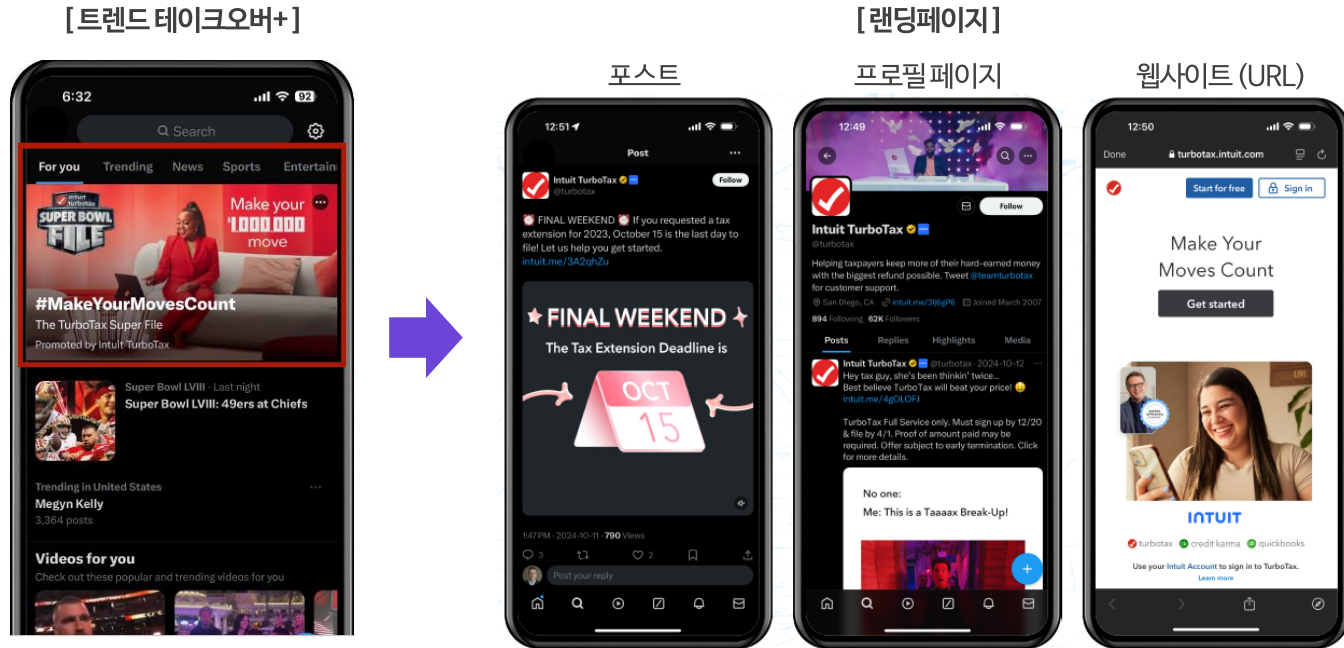 [트렌드 테이크오버+]
[랜딩페이지]
포스트
프로필 페이지
웹사이트 (URL)
6:32
92
Search
For you Trending News Sports Entertain
intuit
turbotax
SUPER BOWL
FILE
Make your
$1,000,000
move
#MakeYourMovesCount
The TurboTax Super File
Promoted by Intuit TurboTax
Super Bowl LVIII · Last night
Super Bowl LVIII: 49ers at Chiefs
Trending in United States
Megyn Kelly
3,364 posts
Videos for you
Check out these popular and trending videos for you
12:51
Post
Intuit TurboTax
@turbotax
Follow
⏰ FINAL WEEKEND ⏰ If you requested a tax
extension for 2023, October 15 is the last day to
file! Let us help you get started.
intuit.me/3A2qhZu
FINAL WEEKEND
The Tax Extension Deadline is
OCT
15
1:47 PM · 2024-10-11 · 790 Views
3 2
Post your reply
12:49
Follow
Intuit TurboTax
@turbotax
Helping taxpayers keep more of their hard-earned money
with the biggest refund possible. Tweet @teamturbotax
for customer support.
San Diego, CA intuit.me/3Ij6gP6 Joined March 2007
894 Following 62K Followers
Posts Replies Highlights Media
Intuit TurboTax @turbotax · 2024-10-12
Hey tax guy, she's been thinkin' twice...
Best believe TurboTax will beat your price! 😀
intuit.me/4gOLOFJ
TurboTax Full Service only. Must sign up by 12/20
& file by 4/1. Proof of amount paid may be
required. Offer subject to early termination. Click
for more details.
No one:
Me: This is a Taaaax Break-Up!
12:50
Done turbotax.intuit.com
Start for free Sign in
Make Your
Moves Count
Get started
LIVE
INTUIT
turbotax credit karma quickbooks
Use your Intuit Account to sign in to TurboTax.
Learn more